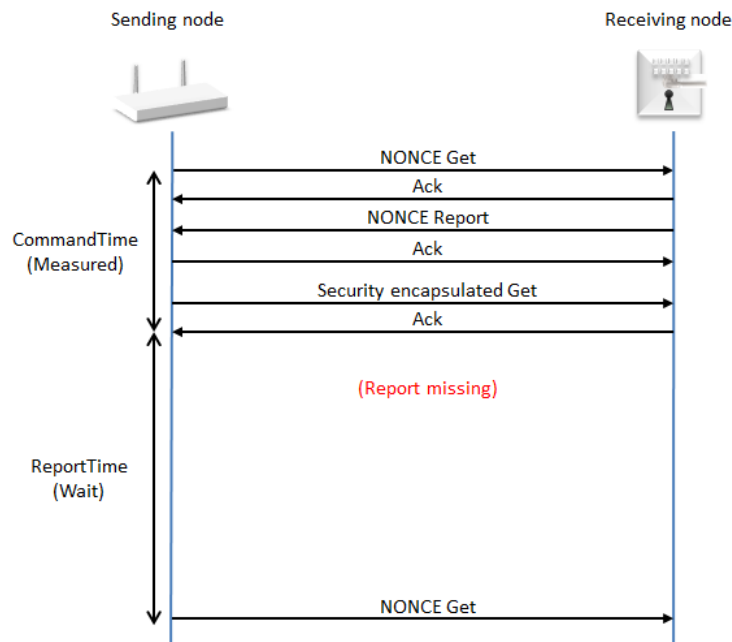 Sending node
Receiving node
NONCE Get
Ack
NONCE Report
CommandTime
(Measured)
Ack
Security encapsulated Get
Ack
(Report missing)
ReportTime
(Wait)
NONCE Get